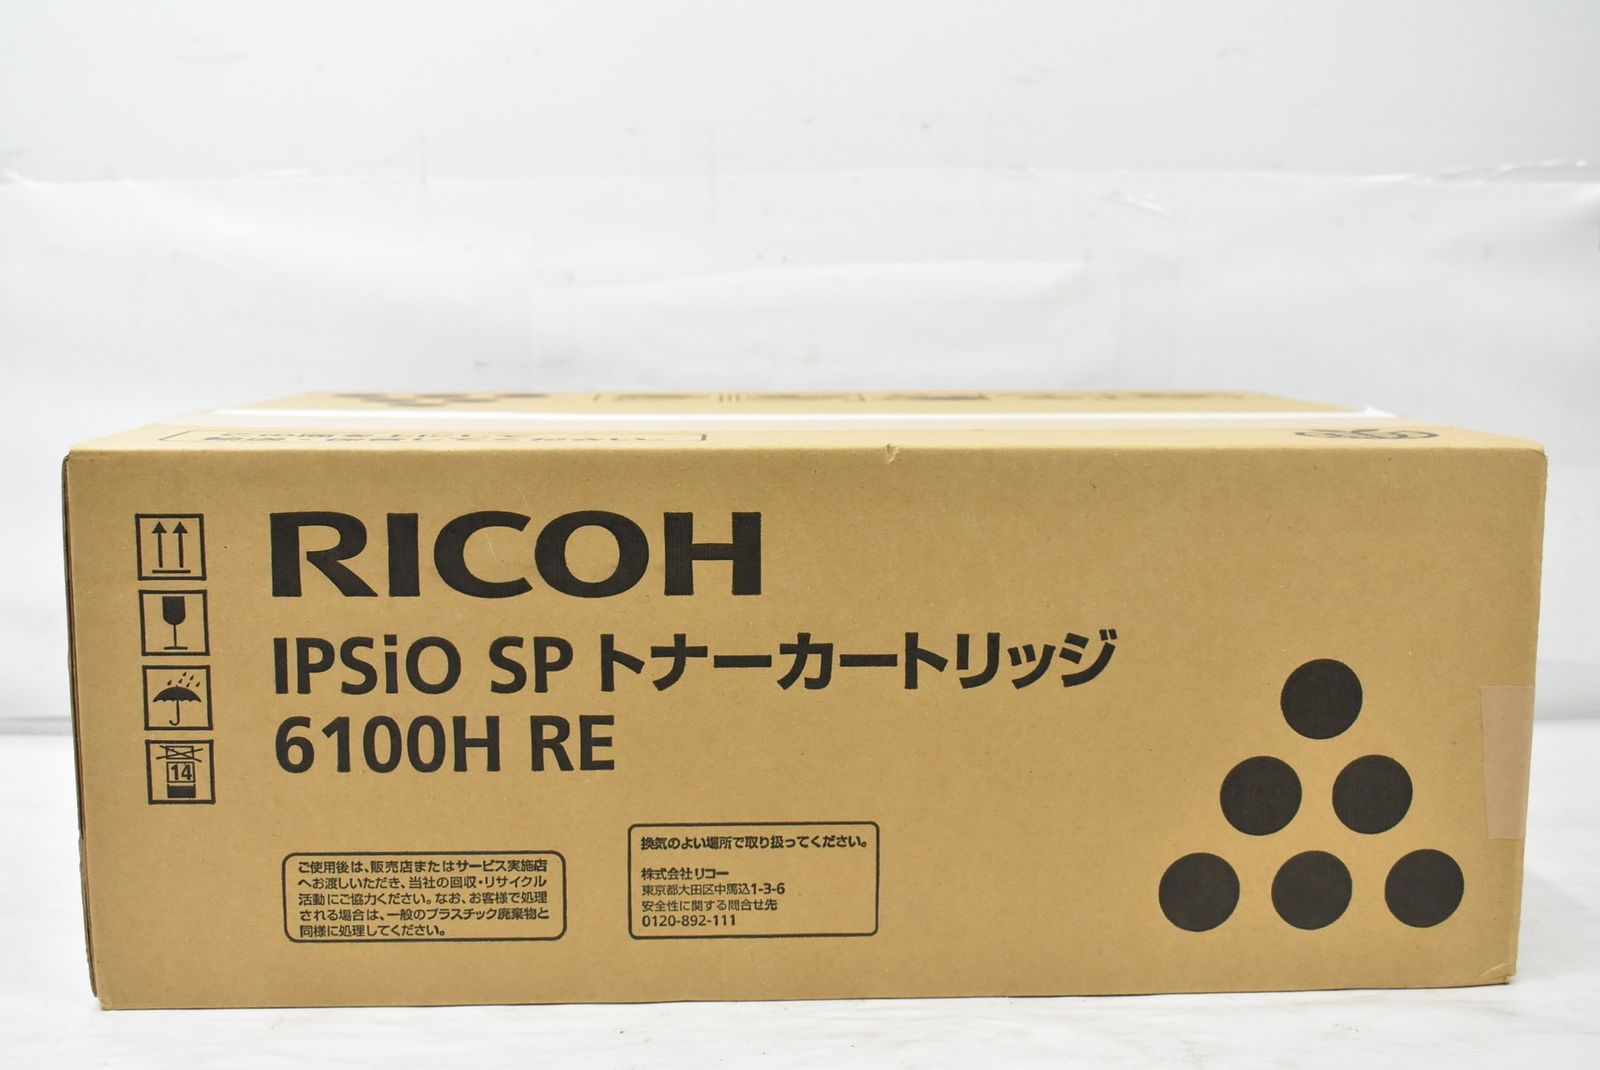 RICOH
IPSiO SP トナーカートリッジ
6100H RE
14
ご使用後は、販売店またはサービス実施店
へお渡しいただき、当社の回収・リサイクル
活動にご協力ください。なお、お客様で処理
される場合は、一般のプラスチック廃棄物と
同様に処理してください。
換気のよい場所で取り扱ってください。
株式会社リコー
東京都大田区中馬込1-3-6
安全性に関する問合せ先
0120-892-111